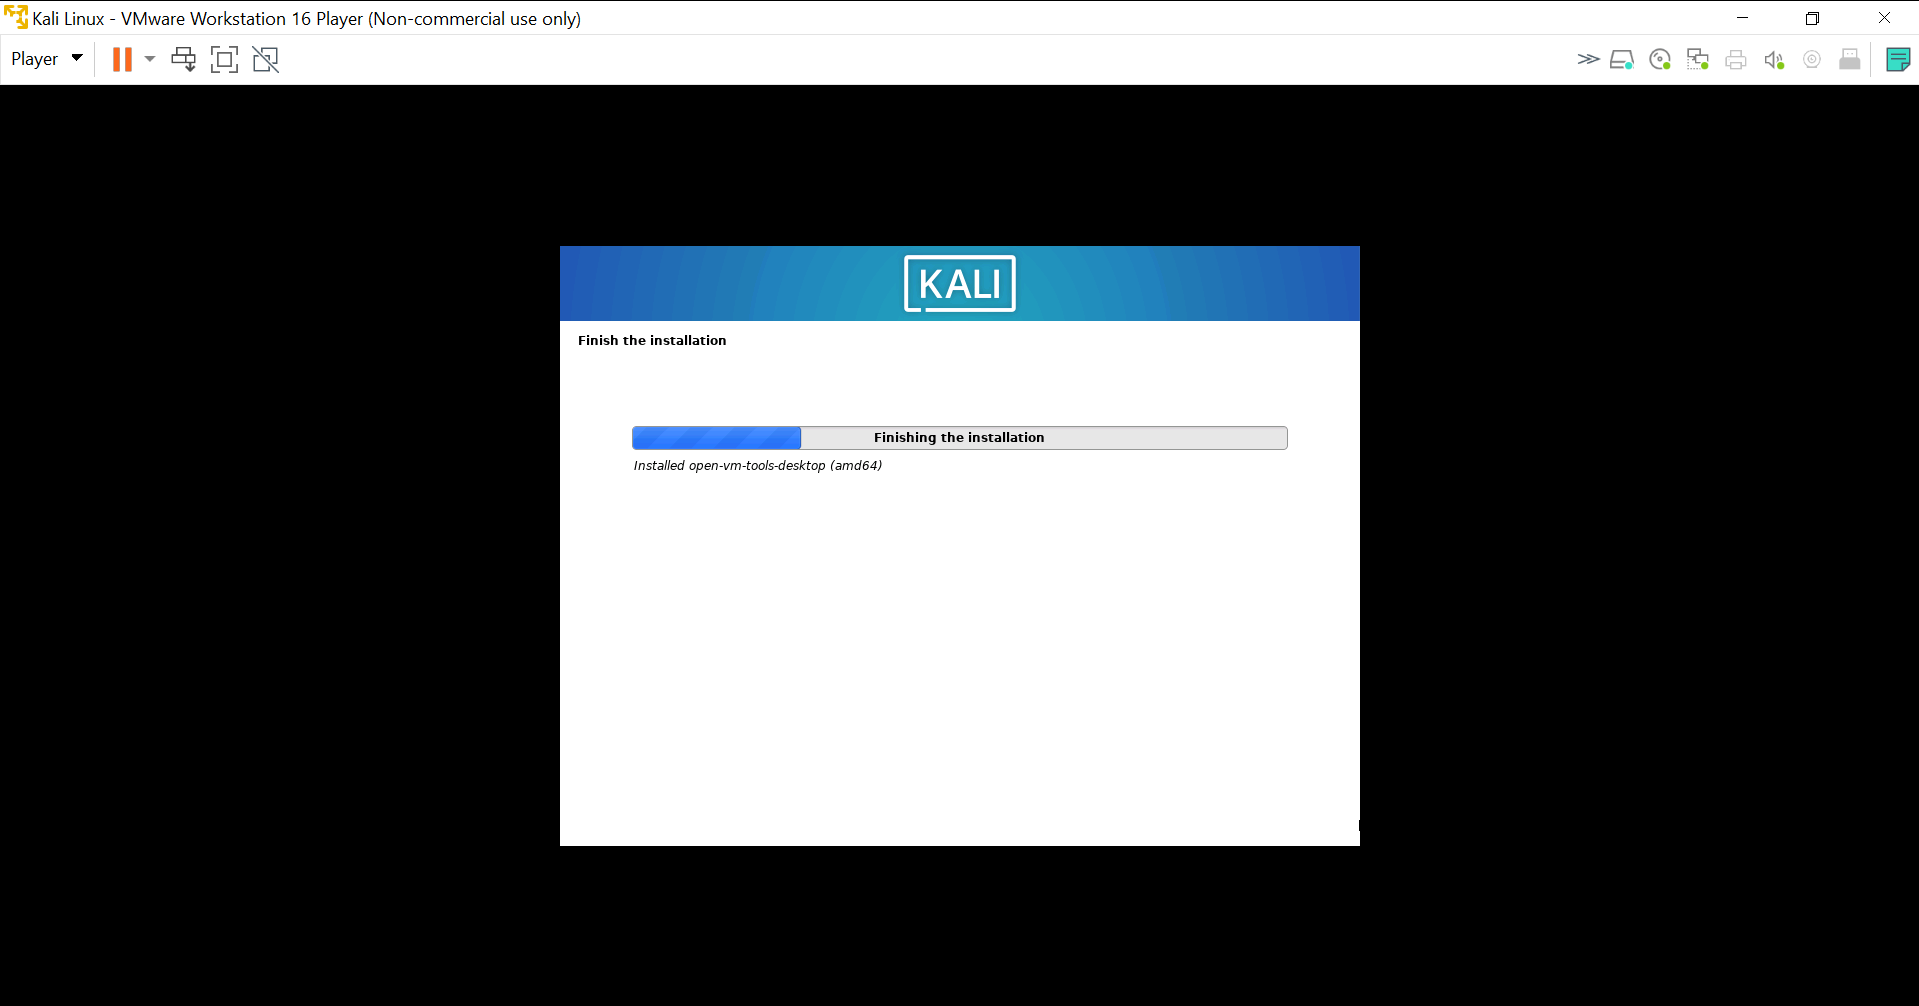 Kali Linux - VMware Workstation 16 Player (Non-commercial use only)
Player
KALI
Finish the installation
Finishing the installation
Installed open-vm-tools-desktop (amd64)